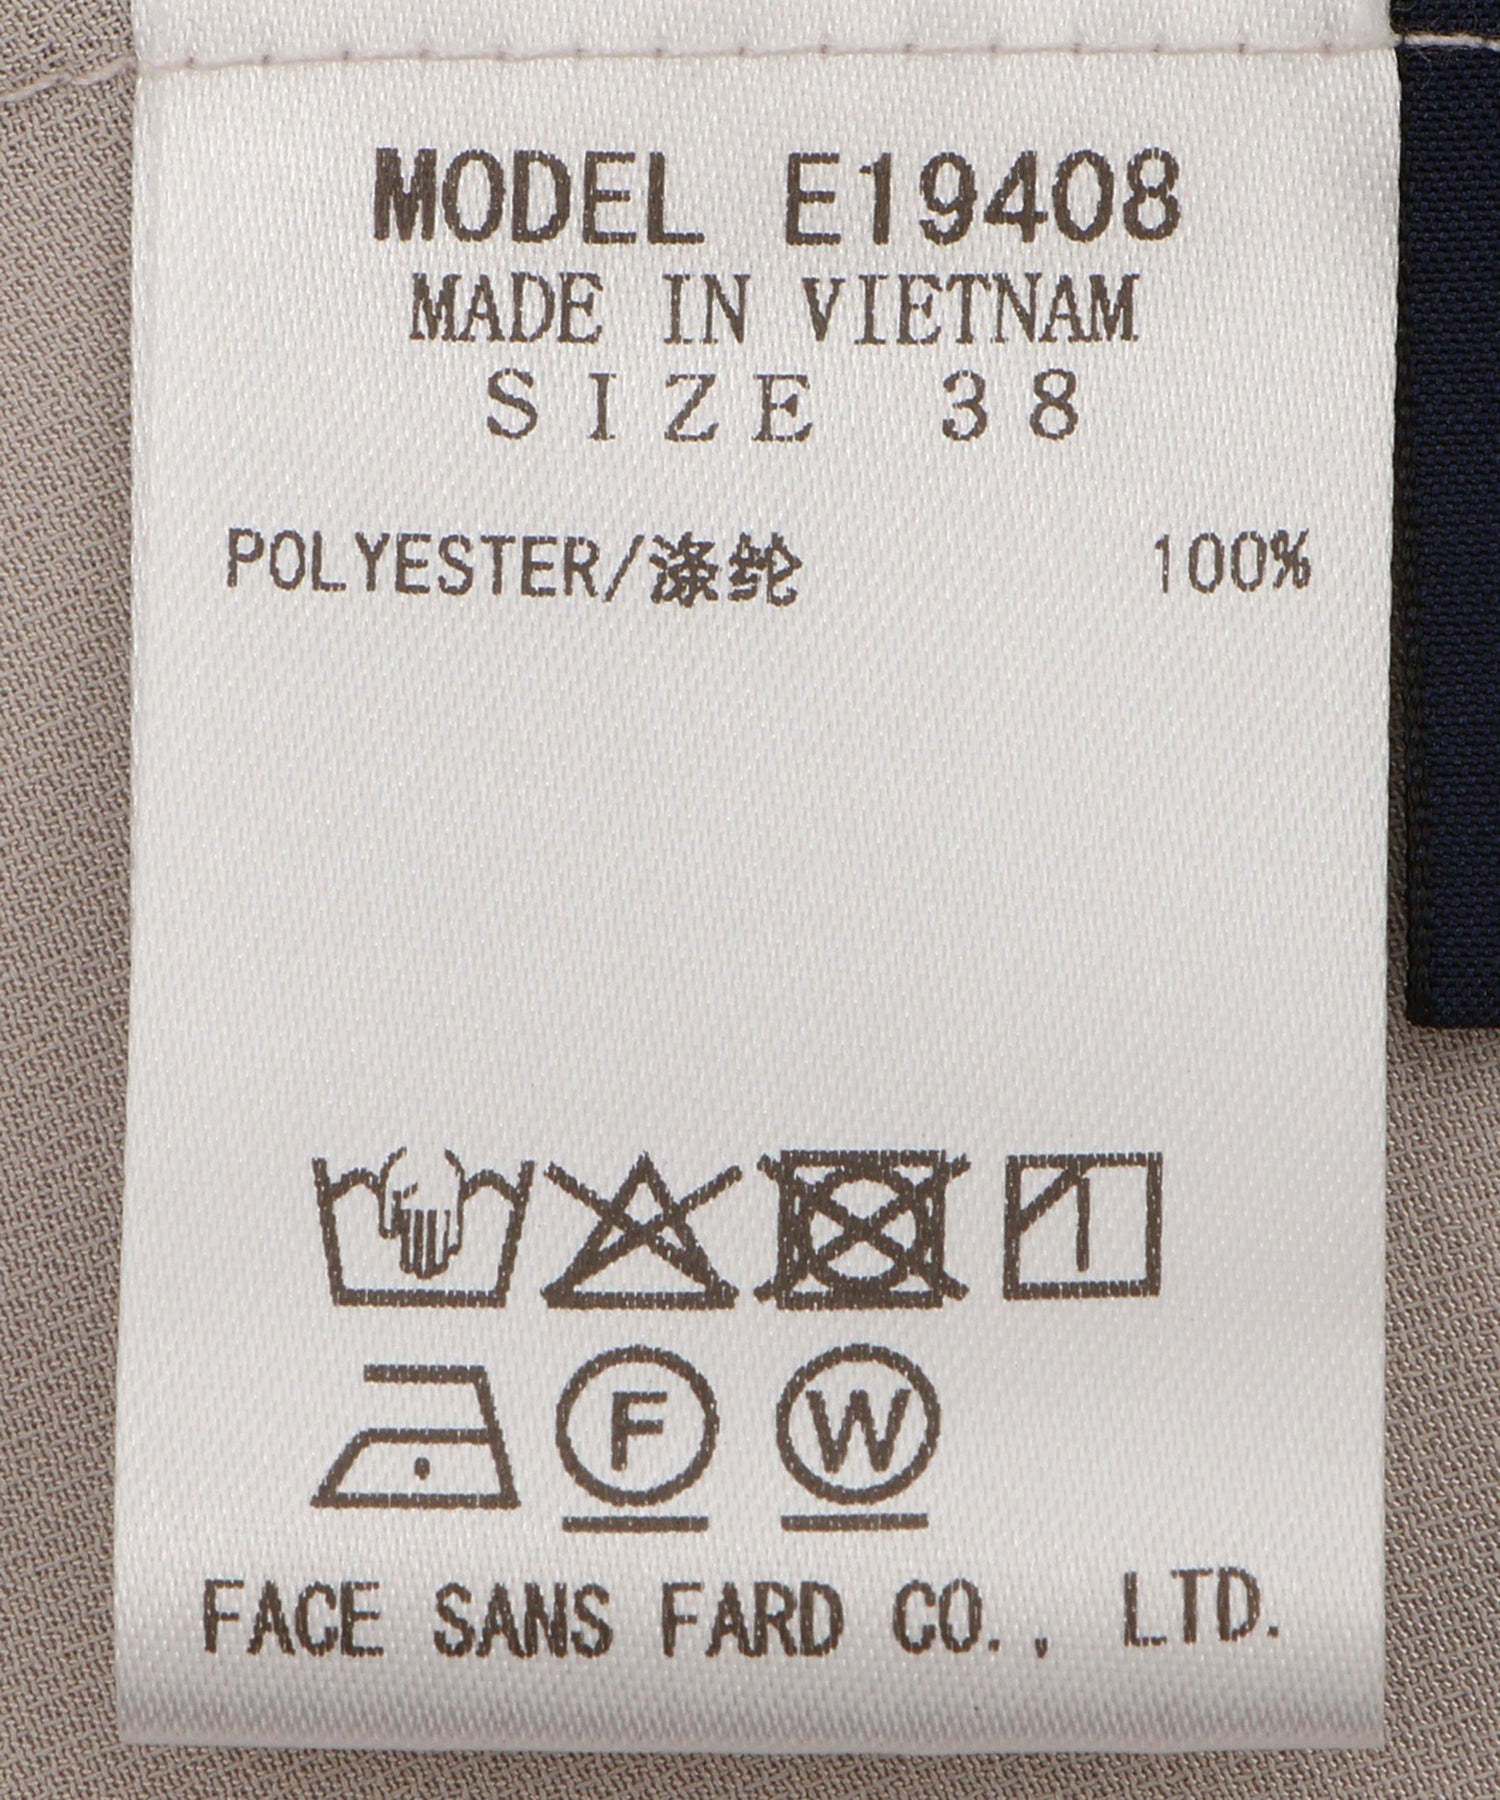 MODEL E19408
MADE IN VIETNAM
SIZE 38
POLYESTER/涤纶 100%
F W
FACE SANS FARD CO., LTD.